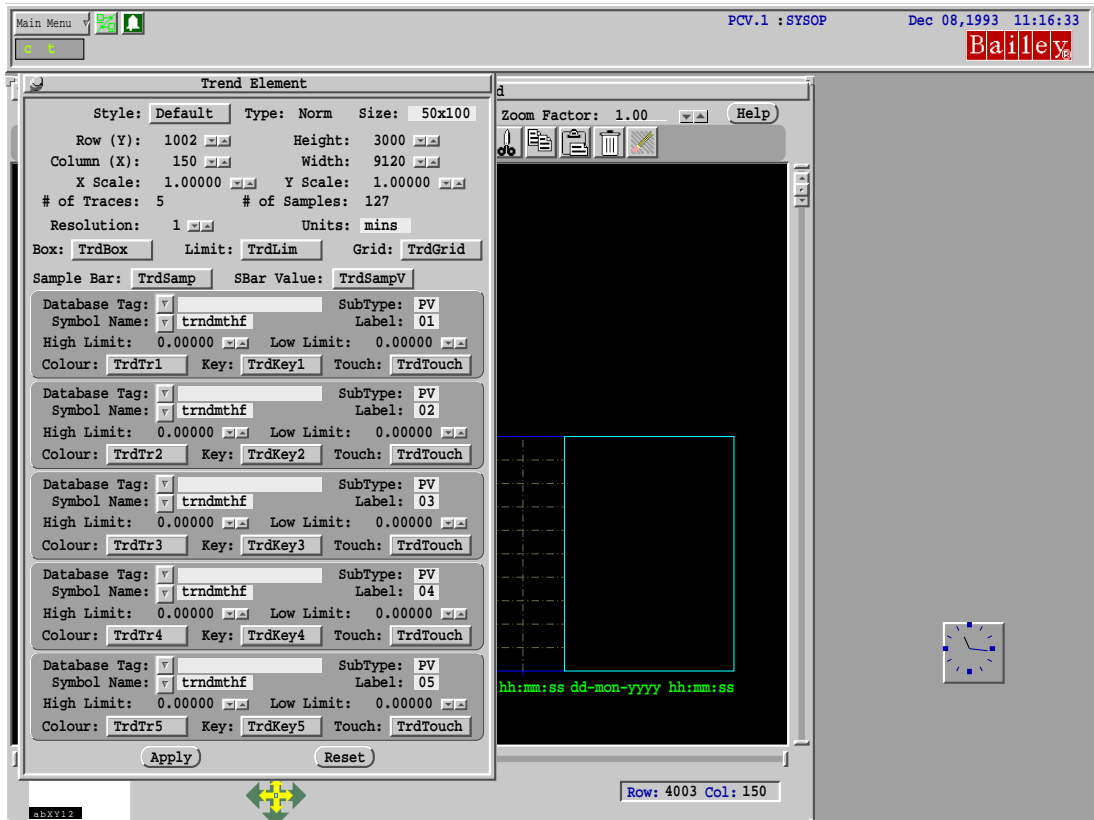 Main Menu
PCV.1 :SYSOP
Dec 08,1993 11:16:33
c t
Bailey®
Trend Element
d
Style: Default Type: Norm Size: 50x100
Zoom Factor: 1.00
Help
Row (Y): 1002 Height: 3000
Column (X): 150 Width: 9120
X Scale: 1.00000 Y Scale: 1.00000
# of Traces: 5 # of Samples: 127
Resolution: 1 Units: mins
Box: TrdBox Limit: TrdLim Grid: TrdGrid
Sample Bar: TrdSamp SBar Value: TrdSampV
Database Tag: SubType: PV
Symbol Name: trndmthf Label: 01
High Limit: 0.00000 Low Limit: 0.00000
Colour: TrdTr1 Key: TrdKey1 Touch: TrdTouch
Database Tag: SubType: PV
Symbol Name: trndmthf Label: 02
High Limit: 0.00000 Low Limit: 0.00000
Colour: TrdTr2 Key: TrdKey2 Touch: TrdTouch
Database Tag: SubType: PV
Symbol Name: trndmthf Label: 03
High Limit: 0.00000 Low Limit: 0.00000
Colour: TrdTr3 Key: TrdKey3 Touch: TrdTouch
Database Tag: SubType: PV
Symbol Name: trndmthf Label: 04
High Limit: 0.00000 Low Limit: 0.00000
Colour: TrdTr4 Key: TrdKey4 Touch: TrdTouch
Database Tag: SubType: PV
Symbol Name: trndmthf Label: 05
High Limit: 0.00000 Low Limit: 0.00000
Colour: TrdTr5 Key: TrdKey5 Touch: TrdTouch
hh:mm:ss dd-mon-yyyy hh:mm:ss
Apply Reset
Row: 4003 Col: 150
abXY12